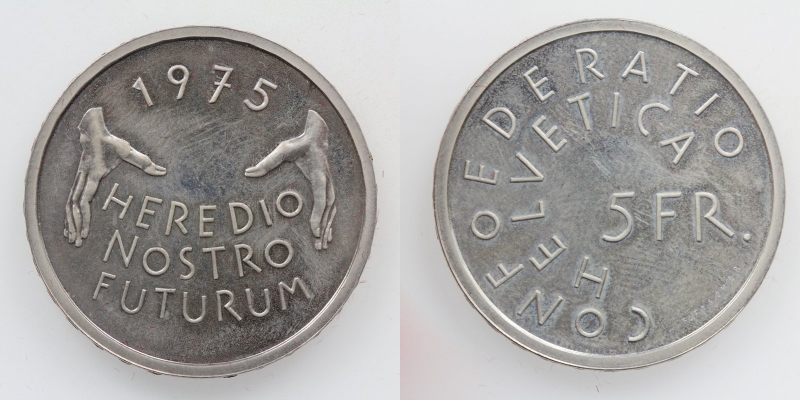 1975
HEREDIO
NOSTRO
FUTURUM
CONFOEDERATIO
HELVETICA
5 FR.